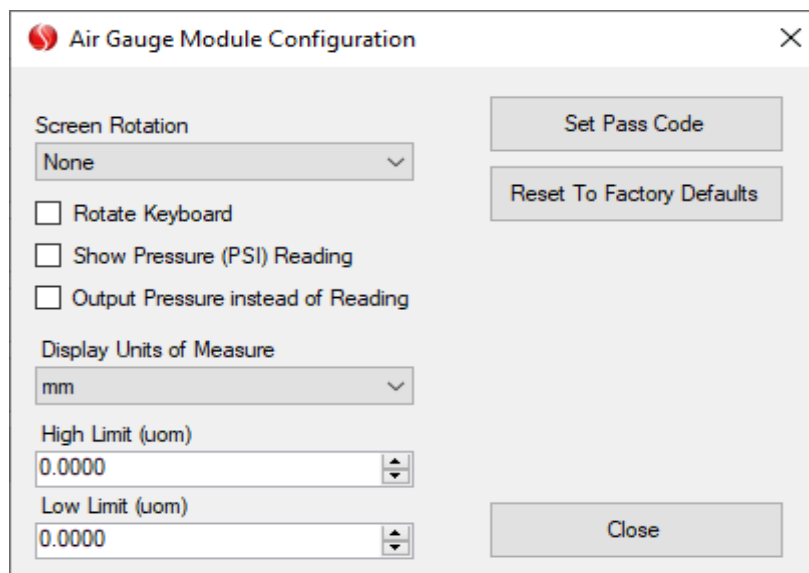 Air Gauge Module Configuration
Screen Rotation
None
Rotate Keyboard
Show Pressure (PSI) Reading
Output Pressure instead of Reading
Display Units of Measure
mm
High Limit (uom)
0.0000
Low Limit (uom)
0.0000
Set Pass Code
Reset To Factory Defaults
Close